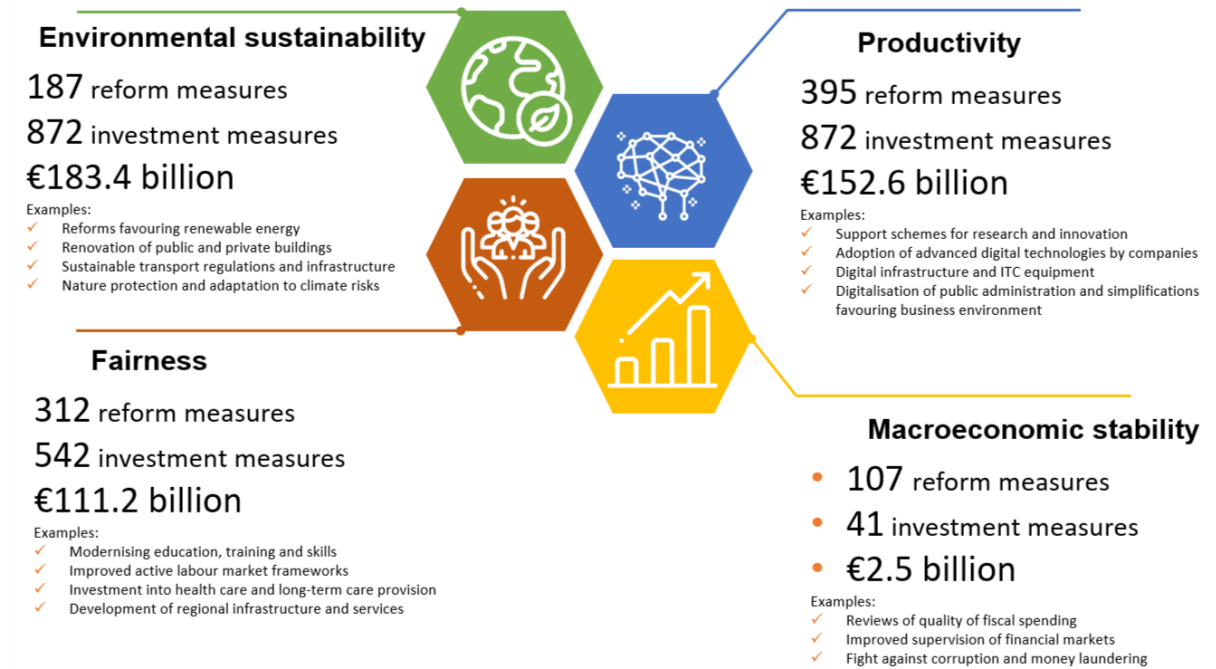 Environmental sustainability
187 reform measures
872 investment measures
€183.4 billion
Examples:
✓ Reforms favouring renewable energy
✓ Renovation of public and private buildings
✓ Sustainable transport regulations and infrastructure
✓ Nature protection and adaptation to climate risks
Productivity
395 reform measures
872 investment measures
€152.6 billion
Examples:
✓ Support schemes for research and innovation
✓ Adoption of advanced digital technologies by companies
✓ Digital infrastructure and ITC equipment
✓ Digitalisation of public administration and simplifications
favouring business environment
Fairness
312 reform measures
542 investment measures
€111.2 billion
Examples:
✓ Modernising education, training and skills
✓ Improved active labour market frameworks
✓ Investment into health care and long-term care provision
✓ Development of regional infrastructure and services
Macroeconomic stability
• 107 reform measures
• 41 investment measures
• €2.5 billion
Examples:
✓ Reviews of quality of fiscal spending
✓ Improved supervision of financial markets
✓ Fight against corruption and money laundering